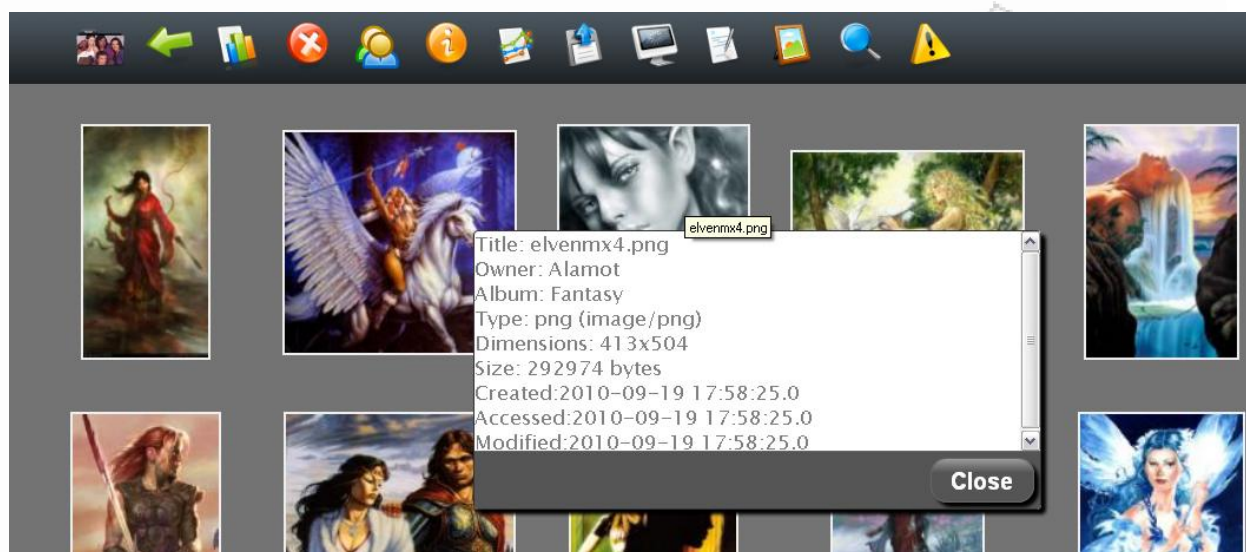 elvenmx4.png
Title: elvenmx4.png
Owner: Alamot
Album: Fantasy
Type: png (image/png)
Dimensions: 413x504
Size: 292974 bytes
Created:2010-09-19 17:58:25.0
Accessed:2010-09-19 17:58:25.0
Modified:2010-09-19 17:58:25.0
Close